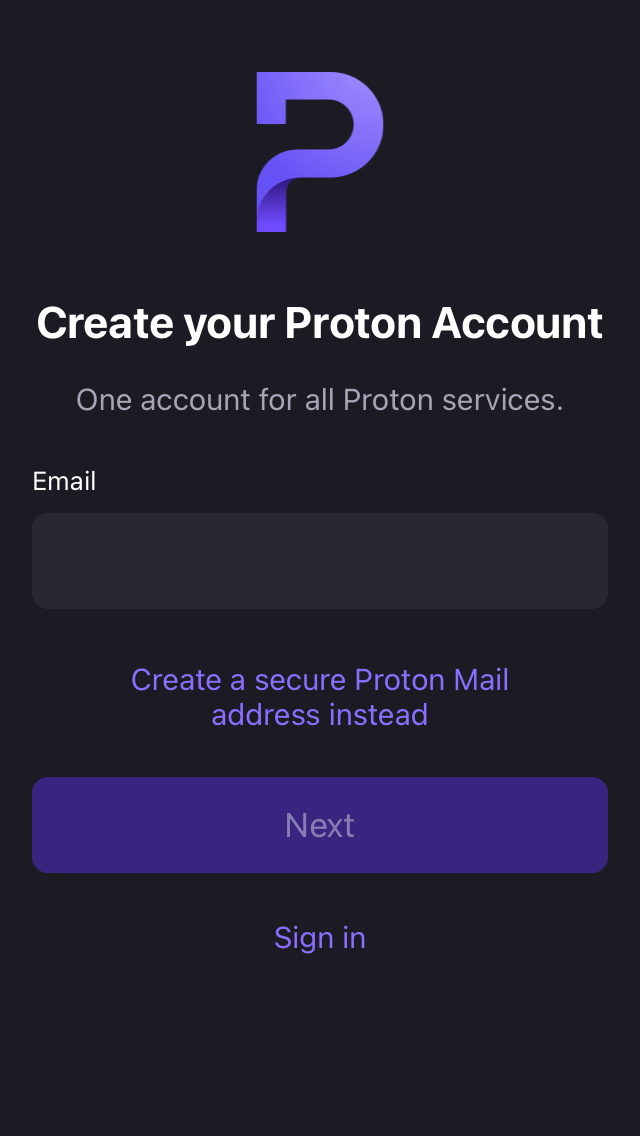 Create your Proton Account
One account for all Proton services.
Email
Create a secure Proton Mail
address instead
Next
Sign in